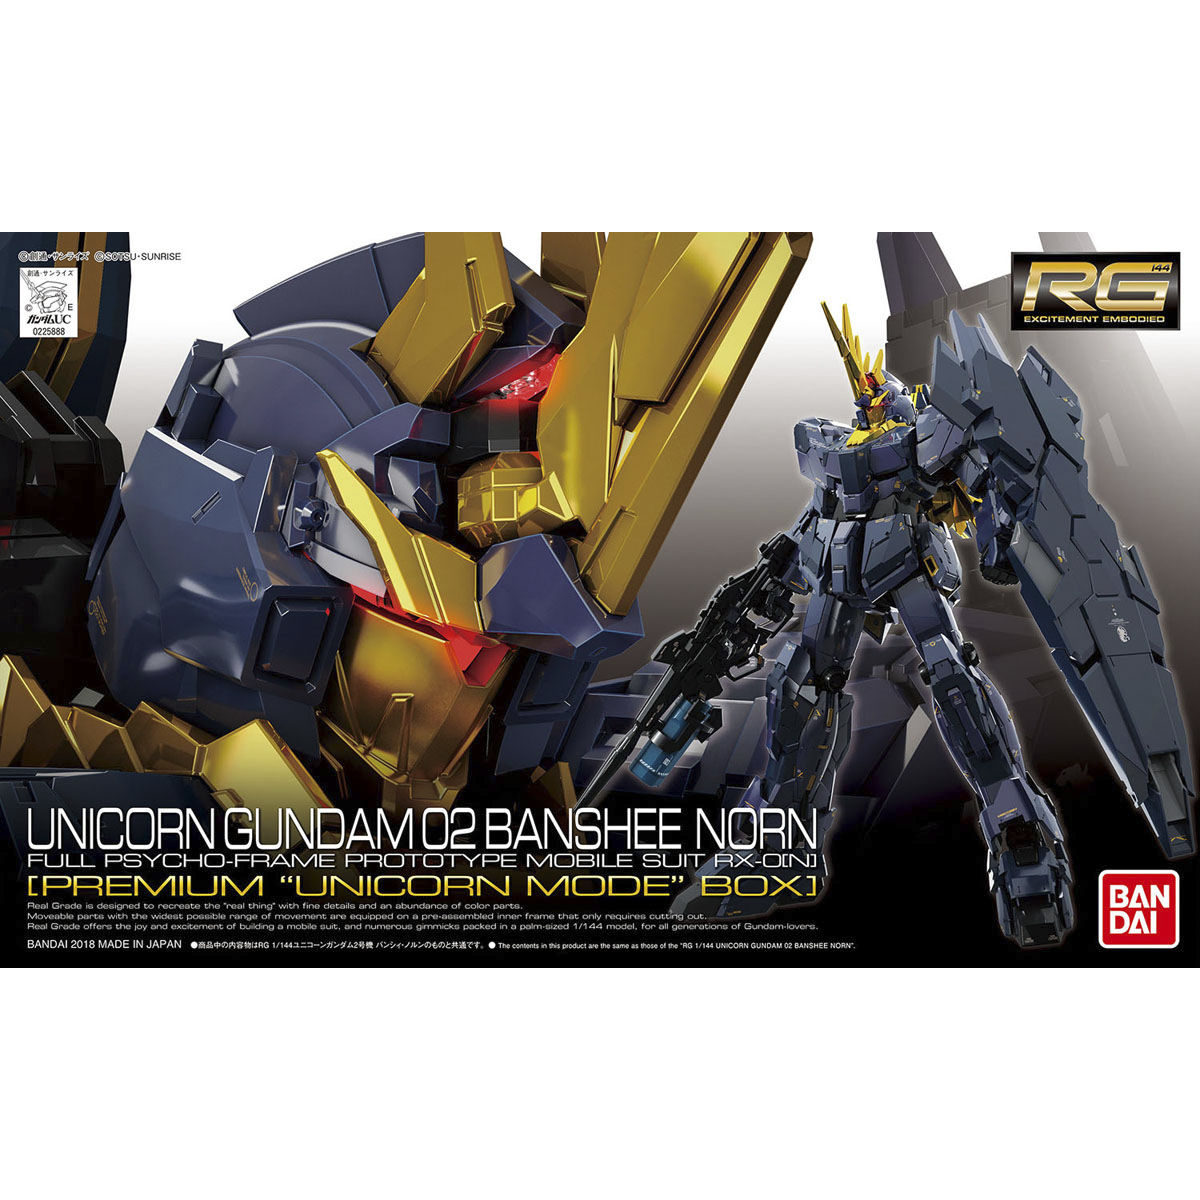 ©創通・サンライズ ©SOTSU・SUNRISE
創通・サンライズ
© E
ガンダムUC
0225888
RG 144
EXCITEMENT EMBODIED
UNICORN GUNDAM 02 BANSHEE NORN
FULL PSYCHO-FRAME PROTOTYPE MOBILE SUIT RX-0[N]
[PREMIUM “UNICORN MODE” BOX]
Real Grade is designed to recreate the "real thing" with fine details and an abundance of color parts.
Moveable parts with the widest possible range of movement are equipped on a pre-assembled inner frame that only requires cutting out.
Real Grade offers the joy and excitement of building a mobile suit, and numerous gimmicks packed in a palm-sized 1/144 model, for all generations of Gundam-lovers.
BANDAI 2018 MADE IN JAPAN ●商品中の内容物はRG 1/144ユニコーンガンダム2号機 バンシィ・ノルンのものと共通です。● The contents in this product are the same as those of the "RG 1/144 UNICORN GUNDAM 02 BANSHEE NORN".
BAN
DAI